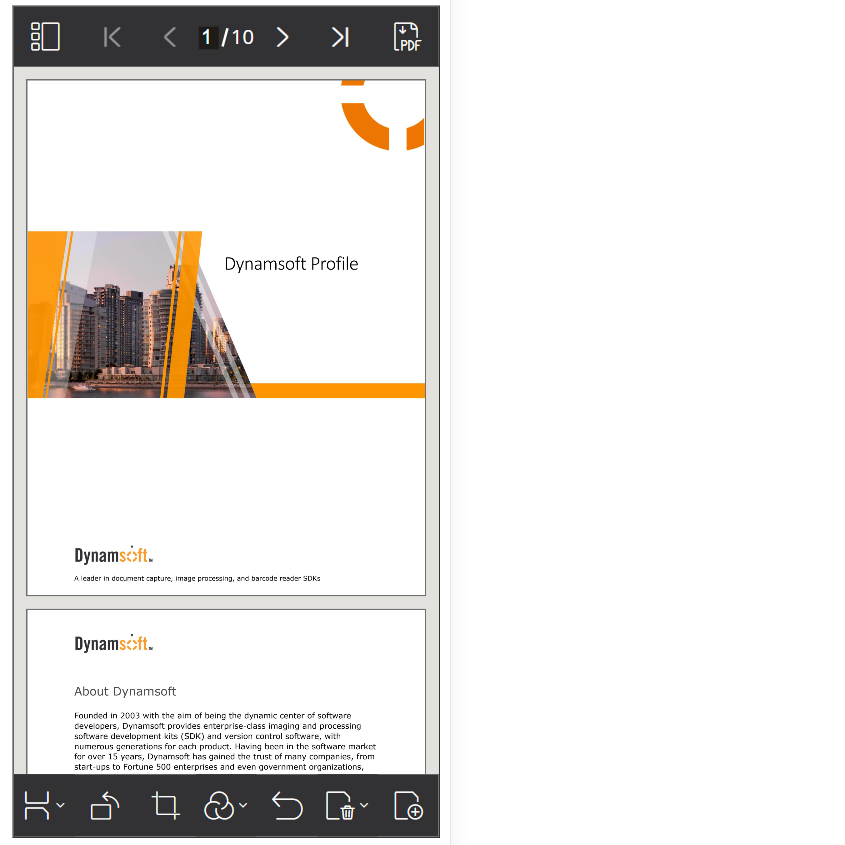 1 /10
PDF
Dynamsoft Profile
Dynamsoft
A leader in document capture, image processing, and barcode reader SDKs
Dynamsoft
About Dynamsoft
Founded in 2003 with the aim of being the dynamic center of software
developers, Dynamsoft provides enterprise-class imaging and processing
software development kits (SDK) and version control software, with
numerous generations for each product. Having been in the software market
for over 15 years, Dynamsoft has gained the trust of many companies, from
start-ups to Fortune 500 enterprises and even government organizations,